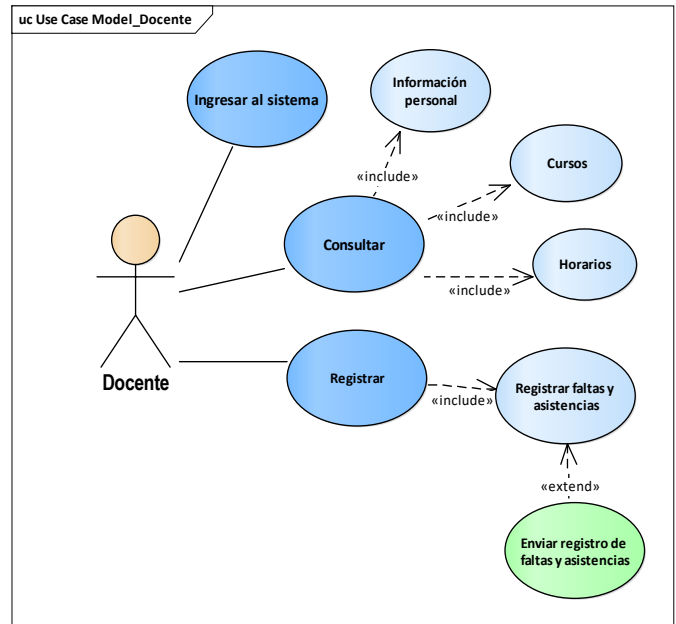 uc Use Case Model_Docente
Ingresar al sistema
Información
personal
«include»
Cursos
«include»
Consultar
Horarios
«include»
Docente
Registrar
«include»
Registrar faltas y
asistencias
«extend»
Enviar registro de
faltas y asistencias